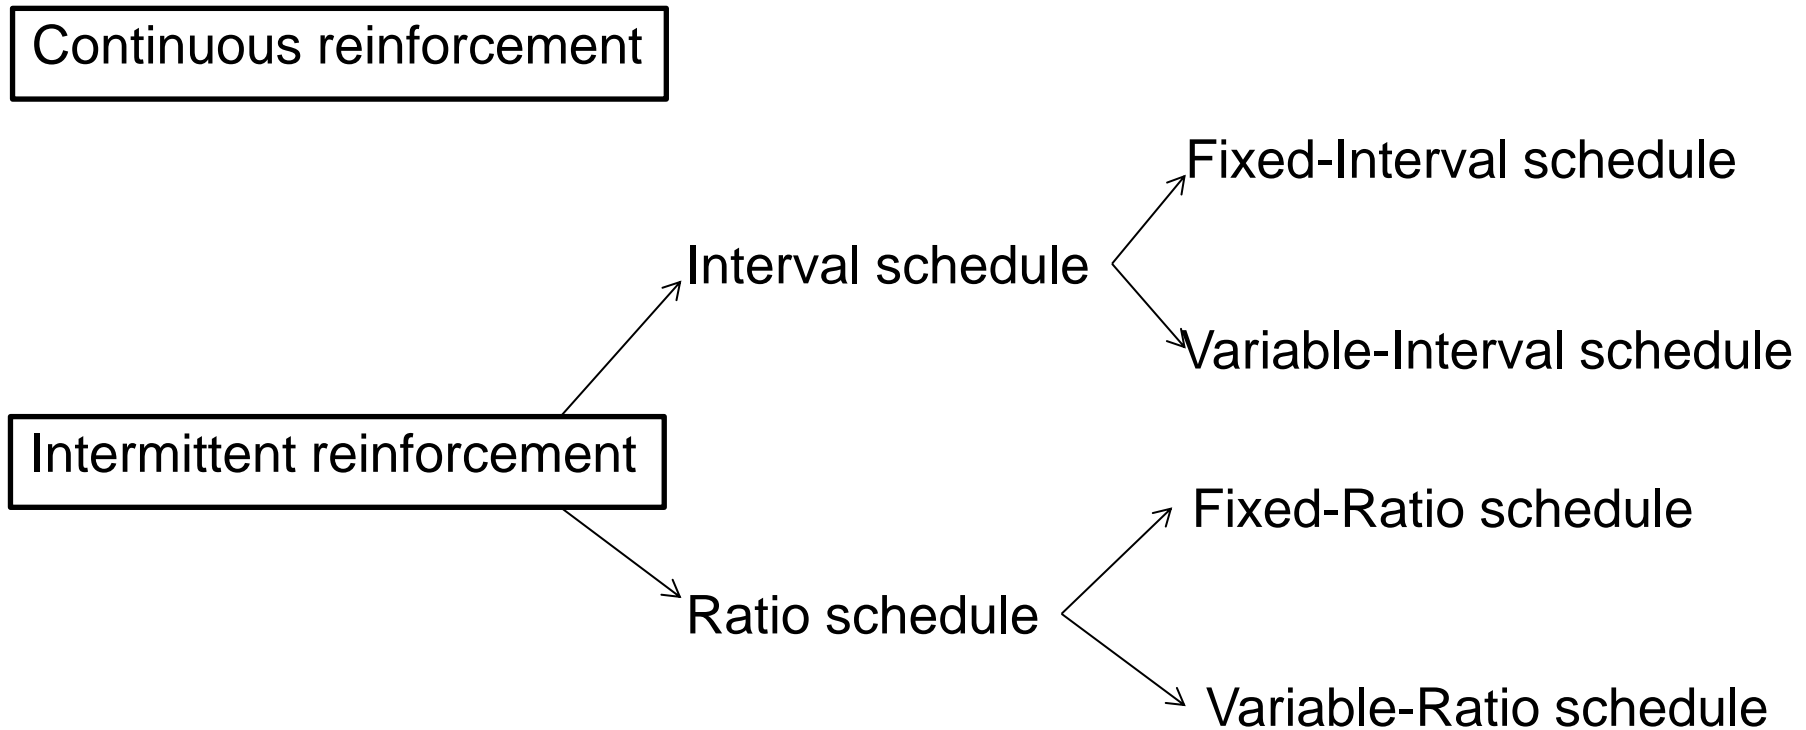 Continuous reinforcement
Fixed-Interval schedule
Interval schedule
Variable-Interval schedule
Intermittent reinforcement
Fixed-Ratio schedule
Ratio schedule
Variable-Ratio schedule